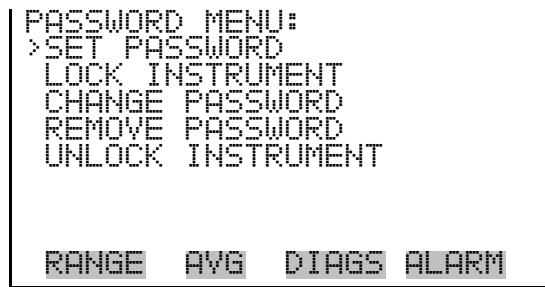 PASSWORD MENU:
>SET PASSWORD
LOCK INSTRUMENT
CHANGE PASSWORD
REMOVE PASSWORD
UNLOCK INSTRUMENT
RANGE AVG DIAGS ALARM